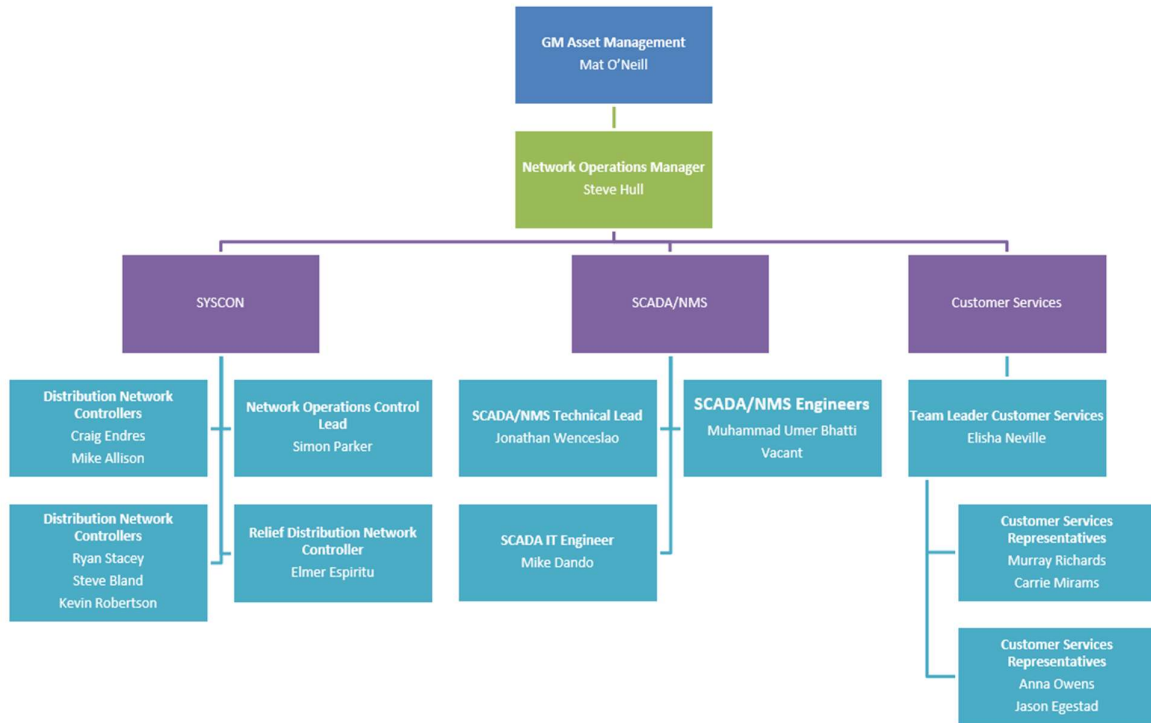 GM Asset Management
Mat O'Neill
Network Operations Manager
Steve Hull
SYSCON
SCADA/NMS
Customer Services
Distribution Network
Controllers
Craig Endres
Mike Allison
Network Operations Control
Lead
Simon Parker
SCADA/NMS Technical Lead
Jonathan Wenceslao
SCADA/NMS Engineers
Muhammad Umer Bhatti
Vacant
Team Leader Customer Services
Elisha Neville
Distribution Network
Controllers
Ryan Stacey
Steve Bland
Kevin Robertson
Relief Distribution Network
Controller
Elmer Espiritu
SCADA IT Engineer
Mike Dando
Customer Services
Representatives
Murray Richards
Carrie Mirams
Customer Services
Representatives
Anna Owens
Jason Egestad